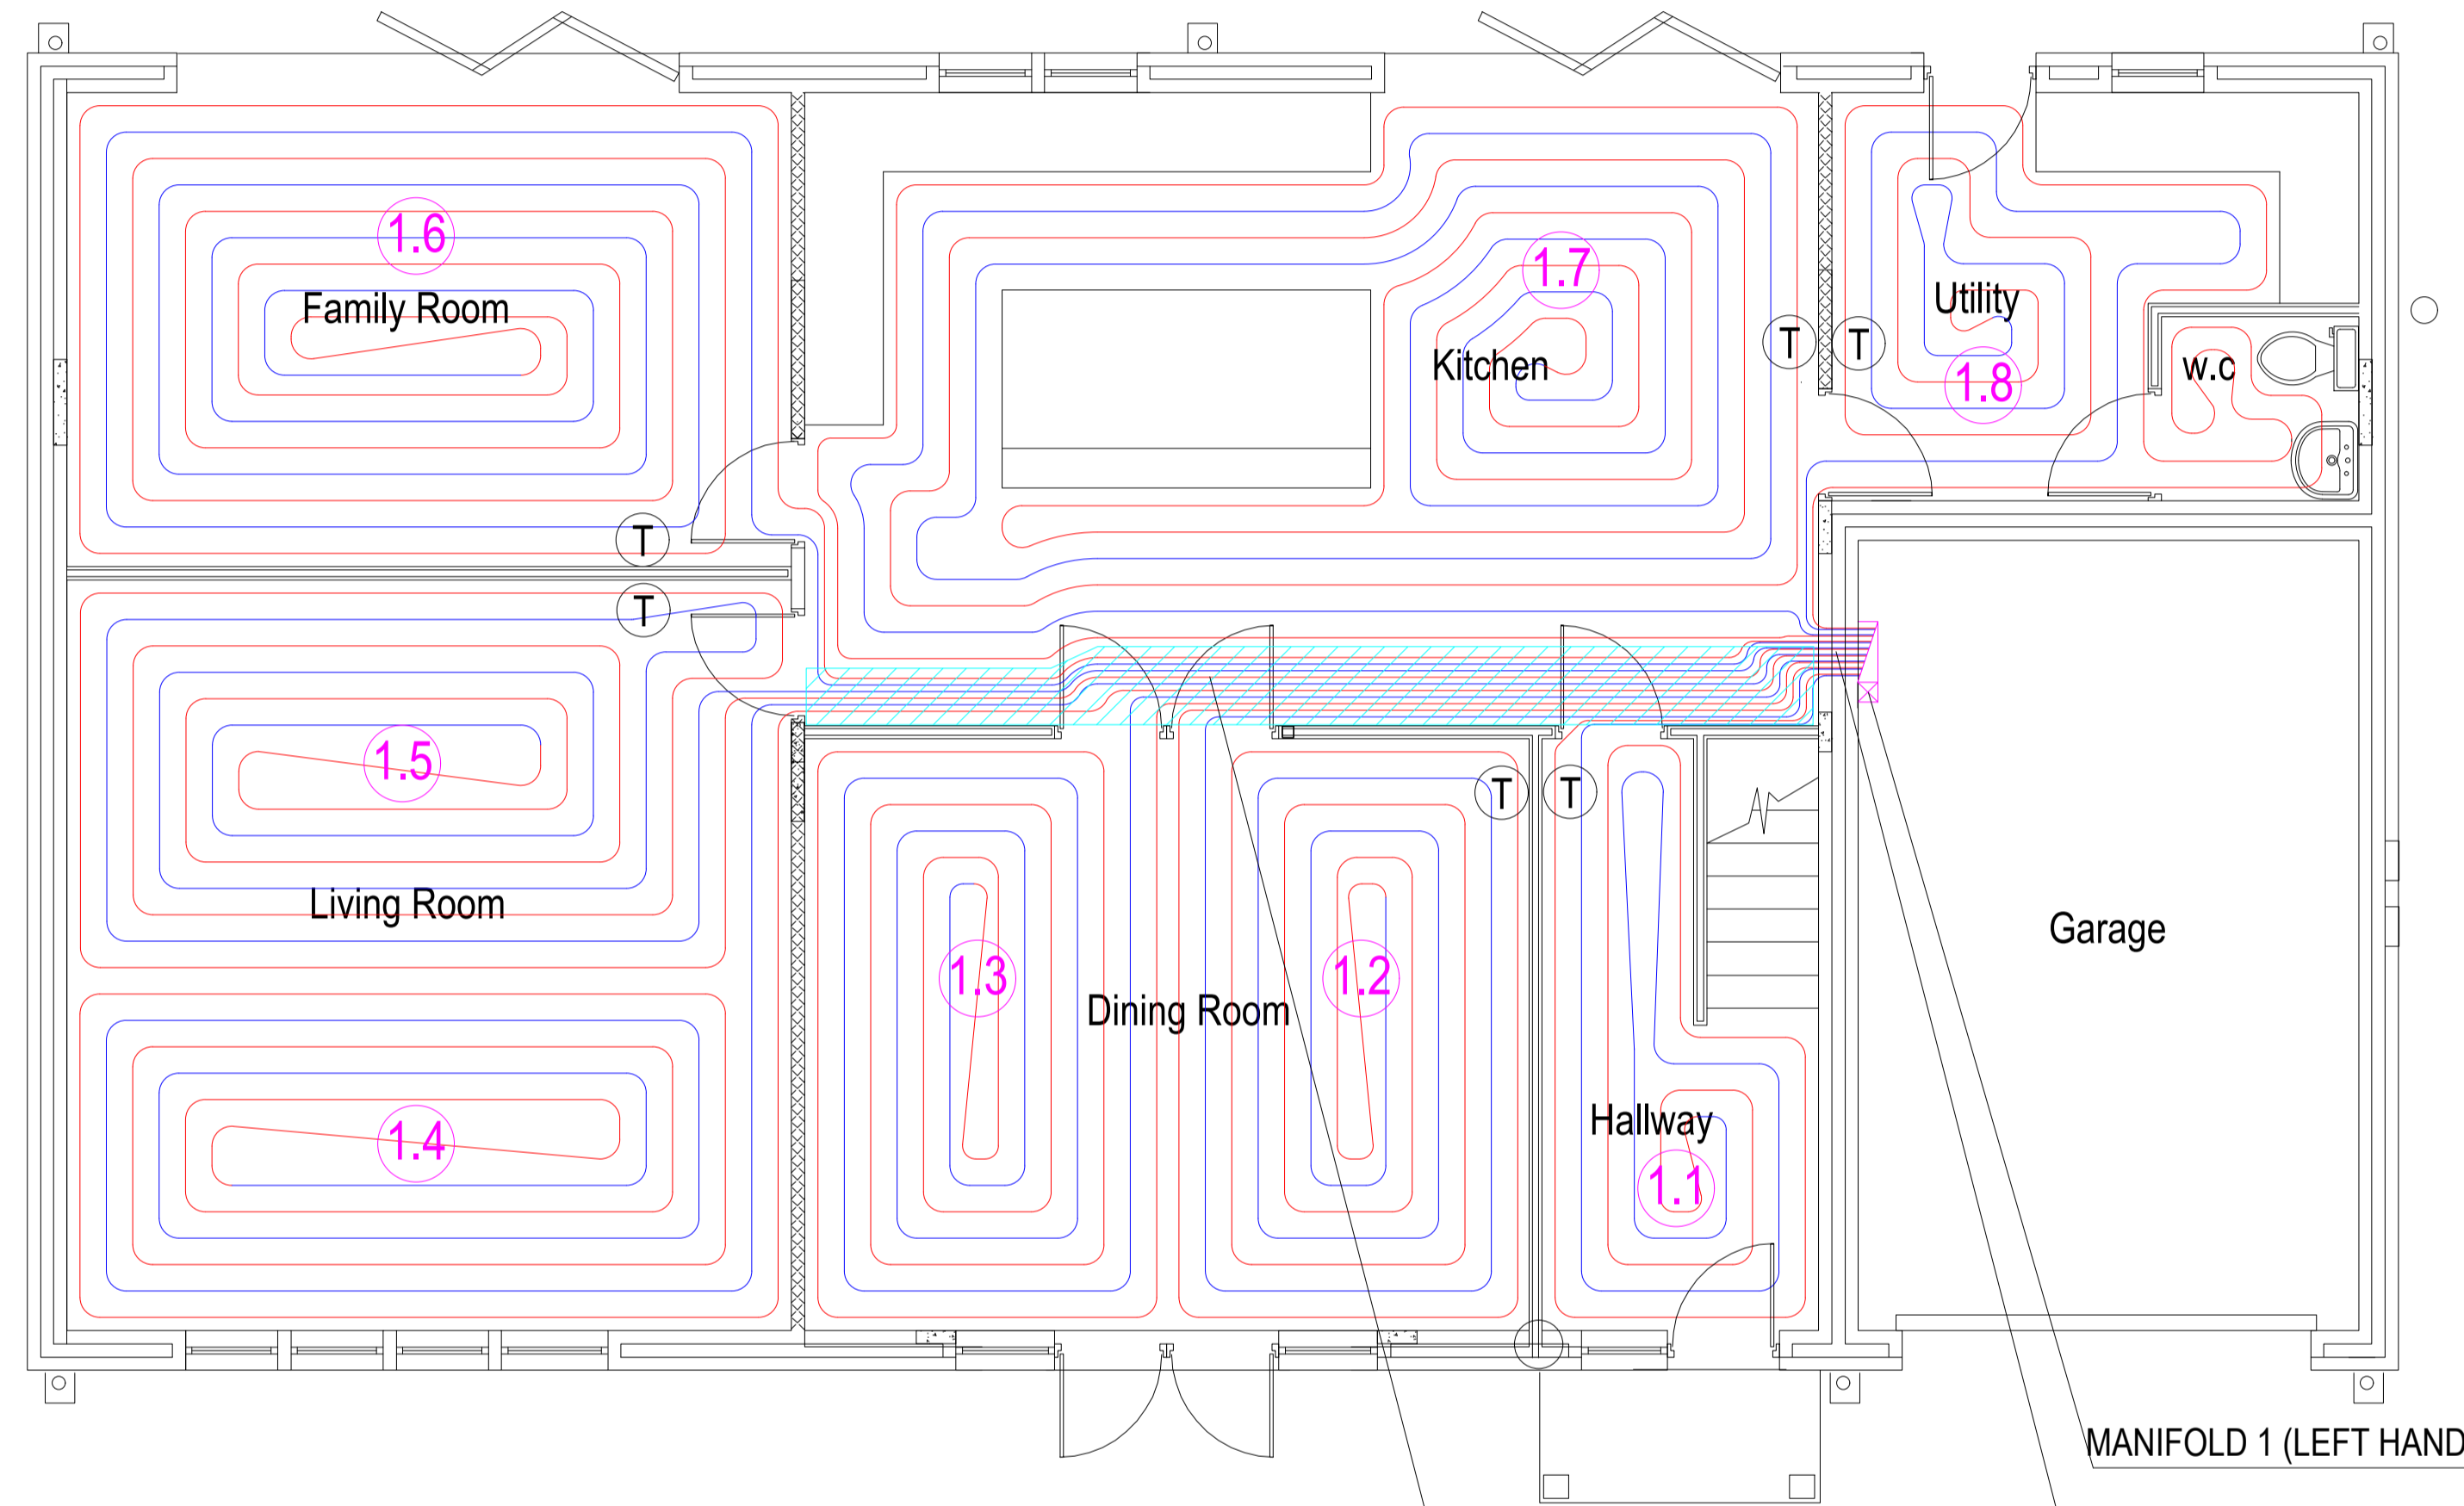 1.6
Family Room
1.7
Kitchen
T
T
Utility
1.8
w.c
T
T
1.5
Living Room
T
T
1.3
1.2
Dining Room
Garage
Hallway
1.4
1.1
MANIFOLD 1 (LEFT HAND